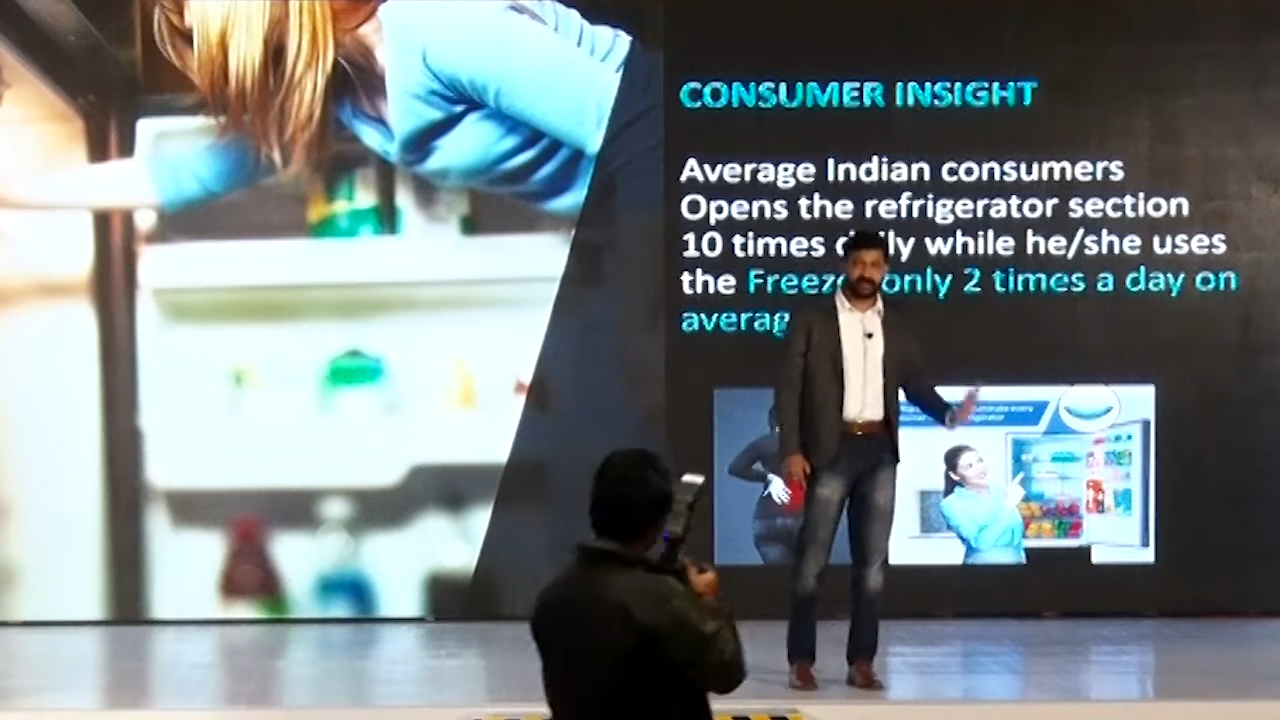 CONSUMER INSIGHT
Average Indian consumers
Opens the refrigerator section
10 times while he/she uses
the only 2 times a day on